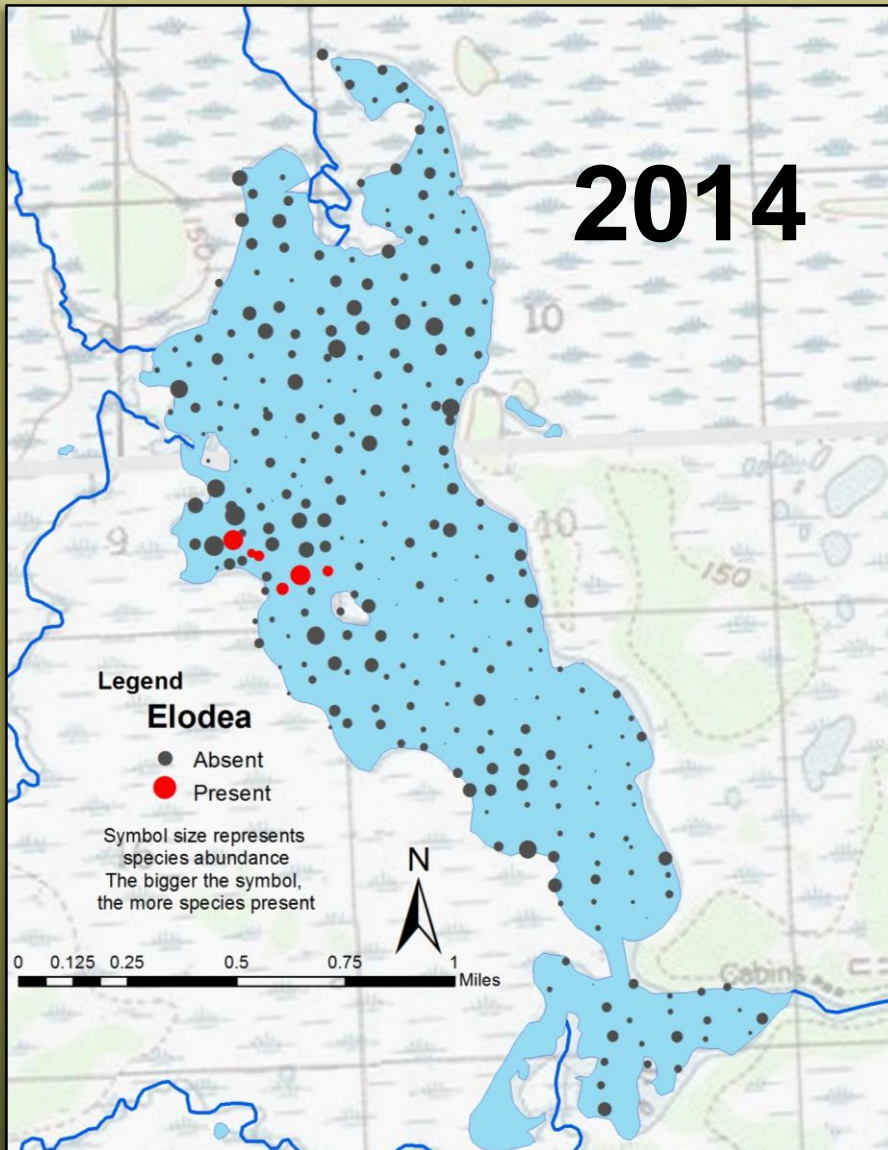 2014
150
10
9
10
150
Legend
Elodea
Absent
Present
Symbol size represents
species abundance
The bigger the symbol,
the more species present
N
0 0.125 0.25 0.5 0.75 1
Miles
Cabins